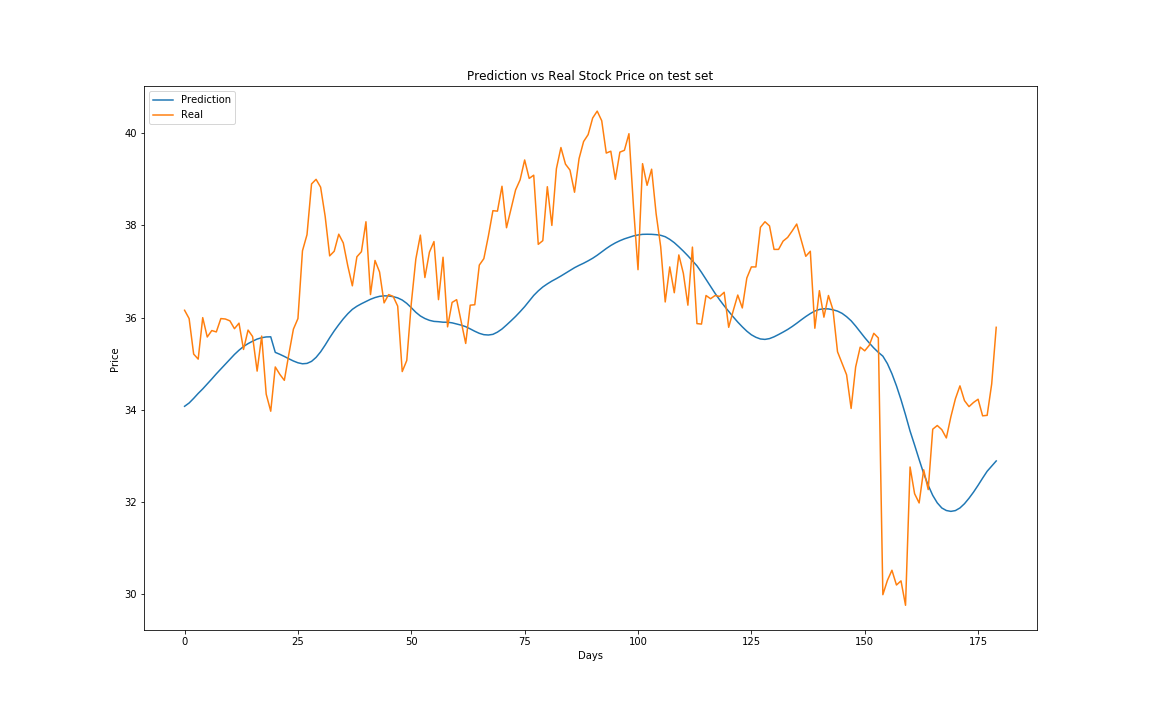 Prediction vs Real Stock Price on test set
Prediction
Real
40
38
36
34
32
30
Price
0 25 50 75 100 125 150 175
Days